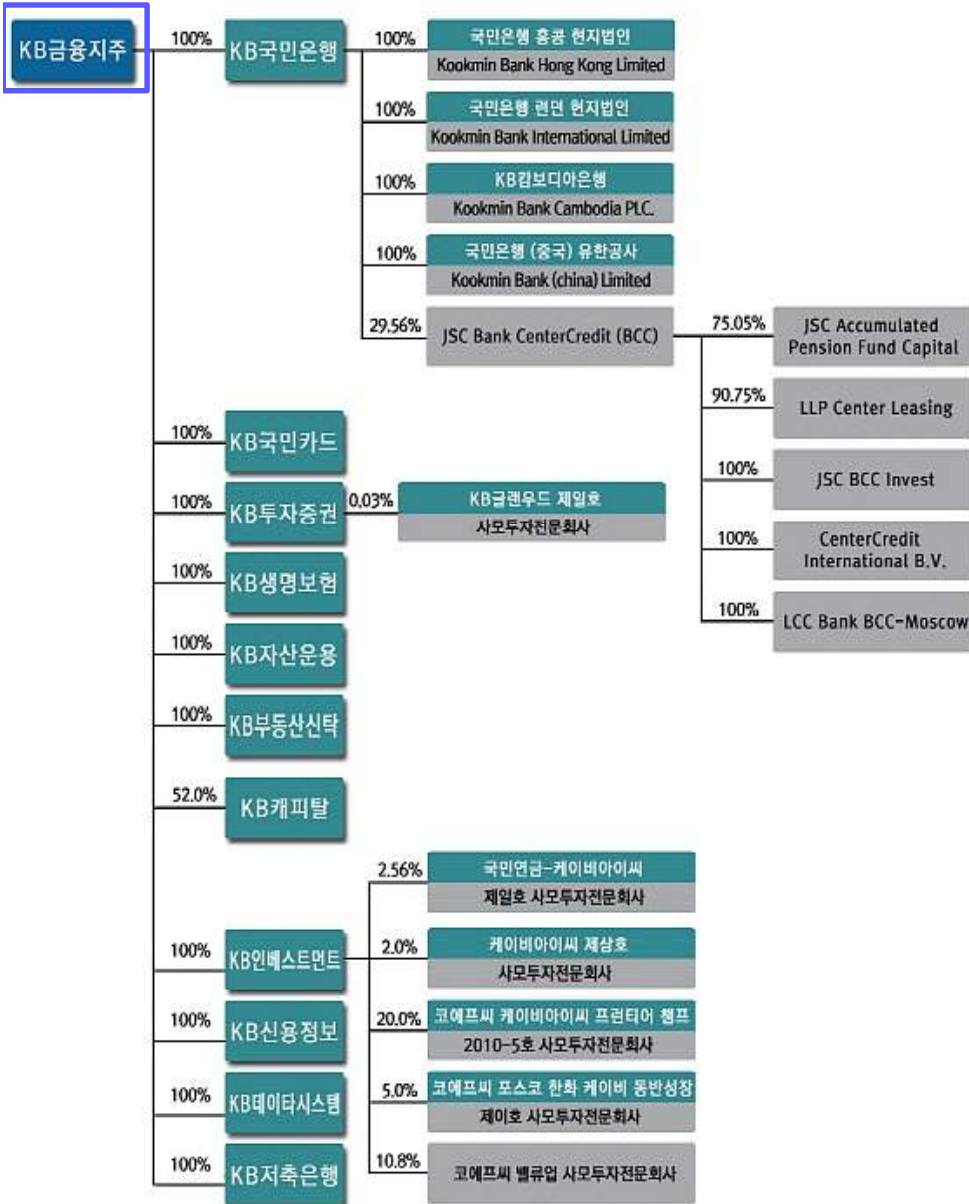 KB금융지주
100%
KB국민은행
100%
국민은행 홍콩 현지법인
Kookmin Bank Hong Kong Limited
100%
국민은행 런던 현지법인
Kookmin Bank International Limited
100%
KB캄보디아은행
Kookmin Bank Cambodia PLC.
100%
국민은행 (중국) 유한공사
Kookmin Bank (china) Limited
29.56%
JSC Bank CenterCredit (BCC)
75.05%
JSC Accumulated
Pension Fund Capital
90.75%
LLP Center Leasing
100%
JSC BCC Invest
100%
CenterCredit
International B.V.
100%
LCC Bank BCC-Moscow
100%
KB국민카드
100%
KB투자증권
0.03%
KB글랜우드 제일호
사모투자전문회사
100%
KB생명보험
100%
KB자산운용
100%
KB부동산신탁
52.0%
KB캐피탈
100%
KB인베스트먼트
2.56%
국민연금-케이비아이씨
제일호 사모투자전문회사
2.0%
케이비아이씨 제삼호
사모투자전문회사
20.0%
코에프씨 케이비아이씨 프런티어 챔프
2010-5호 사모투자전문회사
5.0%
코에프씨 포스코 한화 케이비 동반성장
제이호 사모투자전문회사
10.8%
코에프씨 밸류업 사모투자전문회사
100%
KB신용정보
100%
KB데이타시스템
100%
KB저축은행